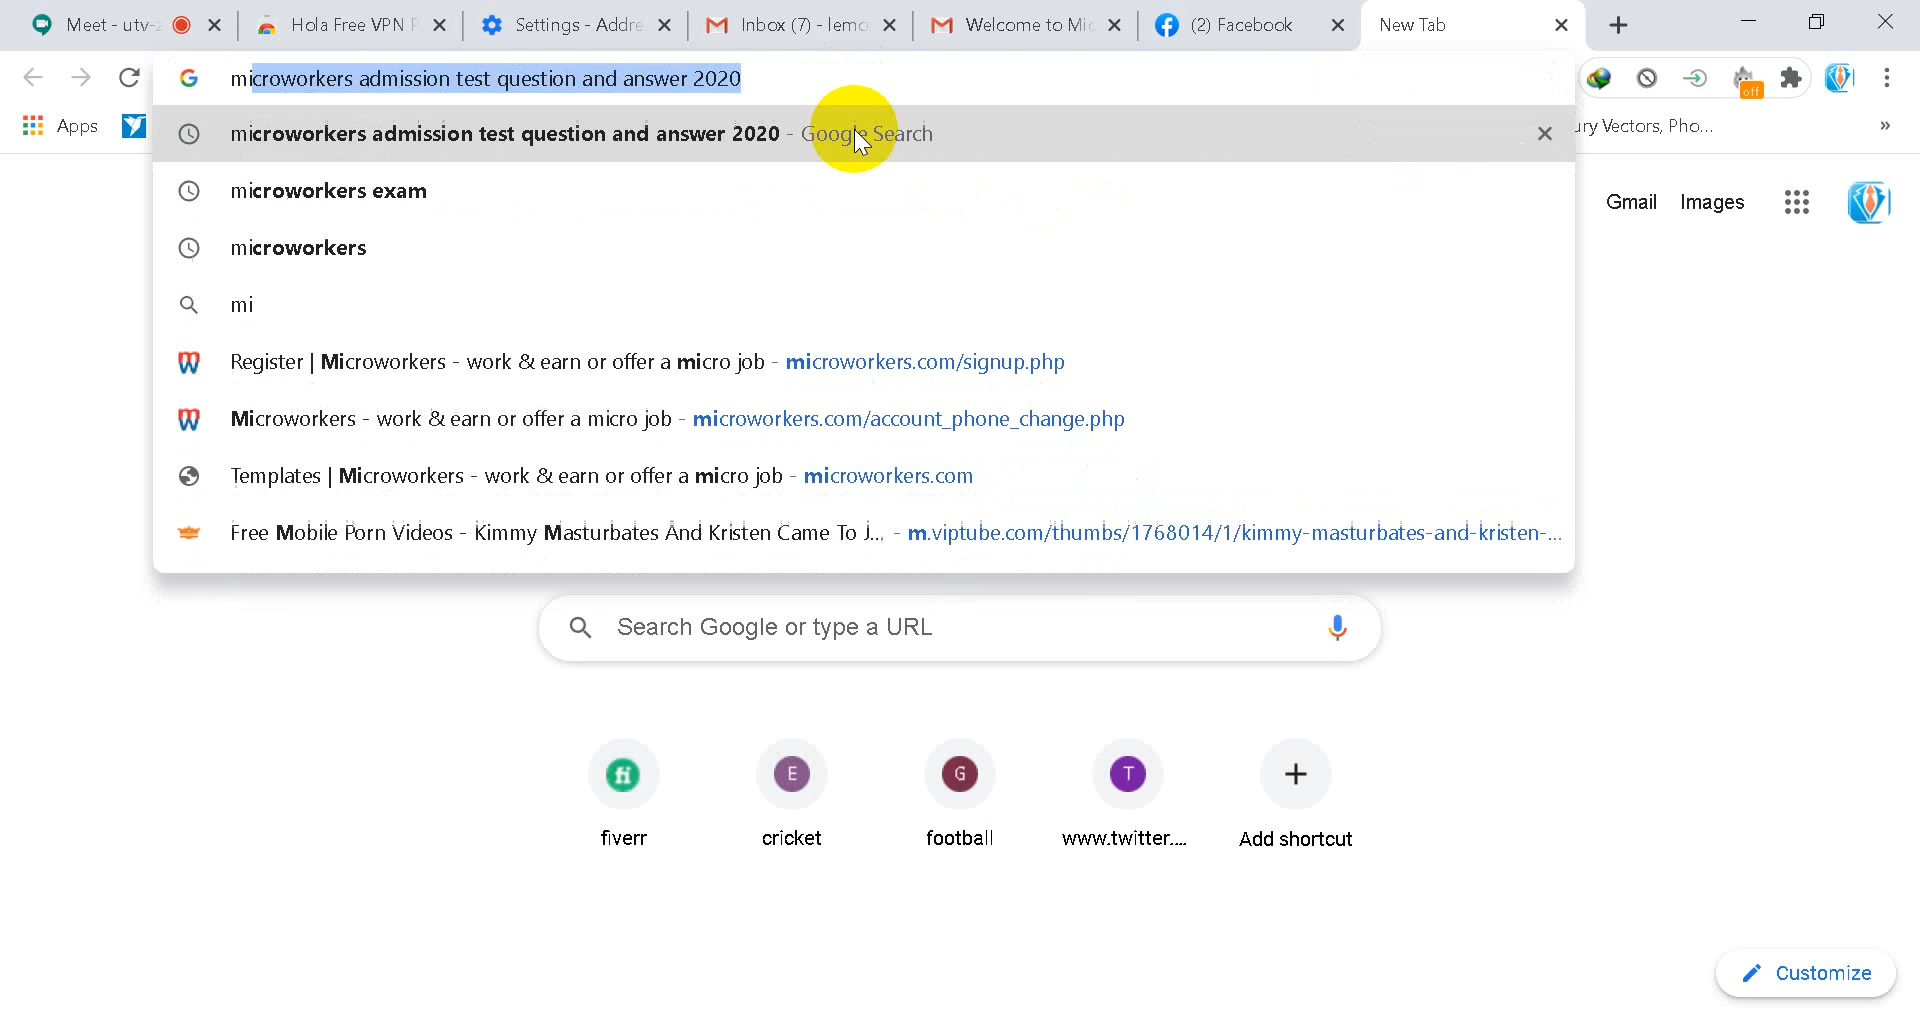 Meet - utv-
Hola Free VPN P
Settings - Addre
Inbox (7) - lemo
Welcome to Mic
(2) Facebook
New Tab
microworkers admission test question and answer 2020
off
Apps
microworkers admission test question and answer 2020 - Google Search
ury Vectors, Pho...
»
microworkers exam
Gmail
Images
microworkers
mi
Register | Microworkers - work & earn or offer a micro job - microworkers.com/signup.php
Microworkers - work & earn or offer a micro job - microworkers.com/account_phone_change.php
Templates | Microworkers - work & earn or offer a micro job - microworkers.com
Free Mobile Porn Videos - Kimmy Masturbates And Kristen Came To J... - m.viptube.com/thumbs/1768014/1/kimmy-masturbates-and-kristen-...
Search Google or type a URL
fi
E
G
T
fiverr
cricket
football
www.twitter....
Add shortcut
Customize